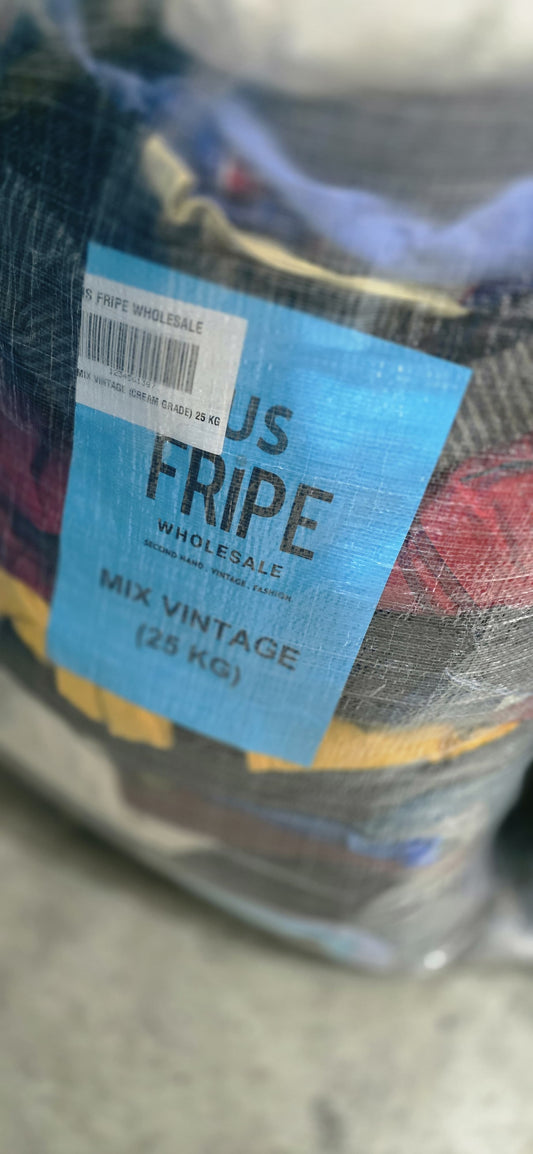 S FRIPE WHOLESALE
MIX VINTAGE (CREAM GRADE) 25 KG
US
FRIPE
WHOLESALE
SECOND HAND . VINTAGE . FASHION.
MIX VINTAGE
(25 KG)